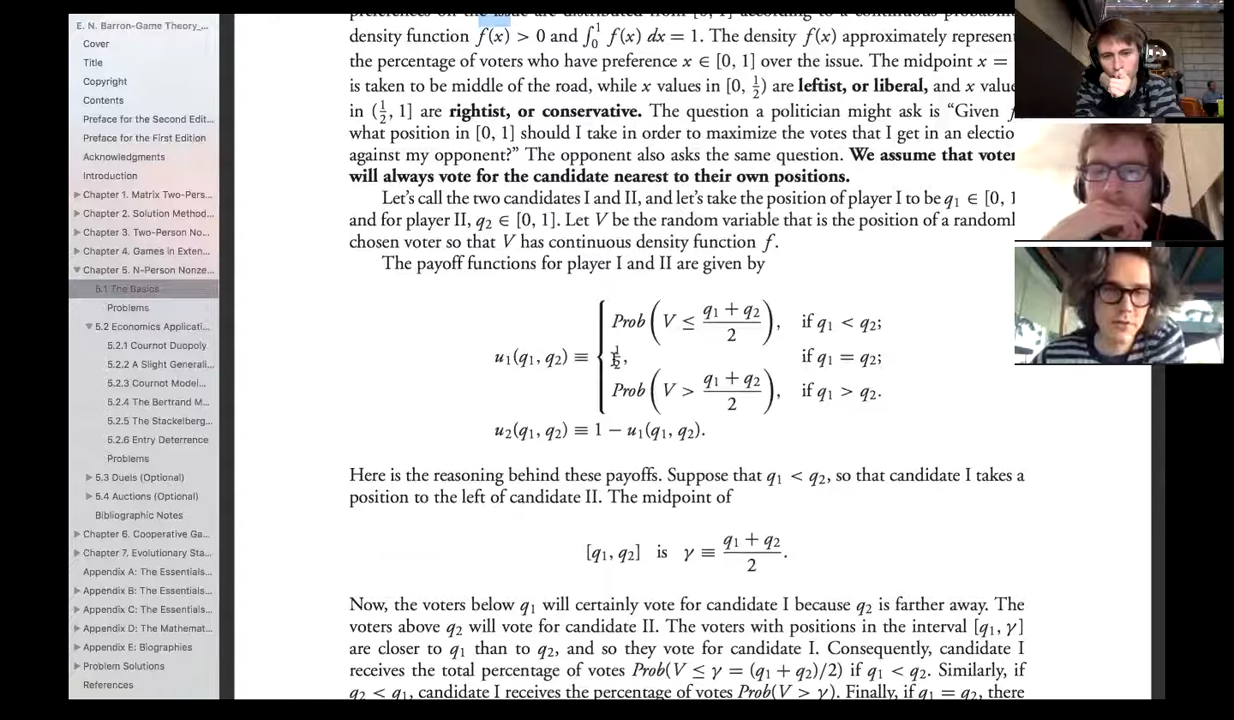 E. N. Barron-Game Theory_...
Cover
Title
Copyright
Contents
Preface for the Second Edit...
Preface for the First Edition
Acknowledgments
Introduction
Chapter 1. Matrix Two-Pers...
Chapter 2. Solution Method...
Chapter 3. Two-Person No...
Chapter 4. Games in Exten...
Chapter 5. N-Person Nonze...
5.1 The Basics
Problems
5.2 Economics Applicati...
5.2.1 Cournot Duopoly
5.2.2 A Slight Generali...
5.2.3 Cournot Model...
5.2.4 The Bertrand M...
5.2.5 The Stackelberg...
5.2.6 Entry Deterrence
Problems
5.3 Duels (Optional)
5.4 Auctions (Optional)
Bibliographic Notes
Chapter 6. Cooperative Ga...
Chapter 7. Evolutionary Sta...
Appendix A: The Essentials...
Appendix B: The Essentials...
Appendix C: The Essentials...
Appendix D: The Mathemat...
Appendix E: Biographies
Problem Solutions
References
density function f(x) > 0 and ∫₀¹ f(x) dx = 1. The density f(x) approximately represen
the percentage of voters who have preference x ∈ [0, 1] over the issue. The midpoint x =
is taken to be middle of the road, while x values in [0, ½) are leftist, or liberal, and x value
in (½, 1] are rightist, or conservative. The question a politician might ask is “Given f
what position in [0, 1] should I take in order to maximize the votes that I get in an electio
against my opponent?” The opponent also asks the same question. We assume that voter
will always vote for the candidate nearest to their own positions.
Let’s call the two candidates I and II, and let’s take the position of player I to be q₁ ∈ [0, 1
and for player II, q₂ ∈ [0, 1]. Let V be the random variable that is the position of a randoml
chosen voter so that V has continuous density function f.
The payoff functions for player I and II are given by
Prob(V ≤ (q₁ + q₂)/2), if q₁ < q₂;
u₁(q₁, q₂) ≡ ½, if q₁ = q₂;
Prob(V > (q₁ + q₂)/2), if q₁ > q₂.
u₂(q₁, q₂) ≡ 1 − u₁(q₁, q₂).
Here is the reasoning behind these payoffs. Suppose that q₁ < q₂, so that candidate I takes a
position to the left of candidate II. The midpoint of
[q₁, q₂] is γ ≡ (q₁ + q₂)/2.
Now, the voters below q₁ will certainly vote for candidate I because q₂ is farther away. The
voters above q₂ will vote for candidate II. The voters with positions in the interval [q₁, γ]
are closer to q₁ than to q₂, and so they vote for candidate I. Consequently, candidate I
receives the total percentage of votes Prob(V ≤ γ = (q₁ + q₂)/2) if q₁ < q₂. Similarly, if
q₂ < q₁, candidate I receives the percentage of votes Prob(V > γ). Finally, if q₁ = q₂, there